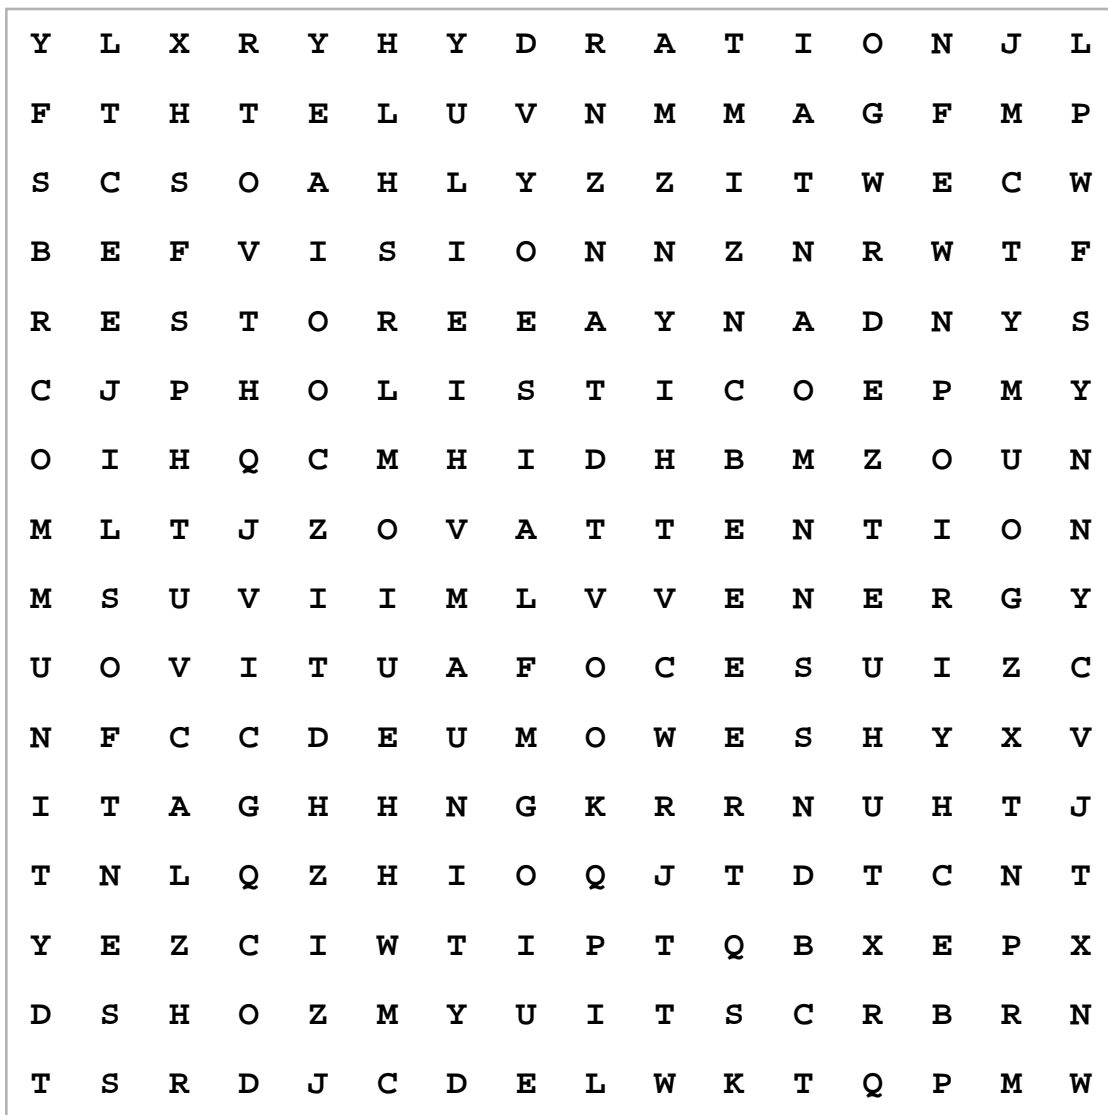 Y L X R Y H Y D R A T I O N J L
F T H T E L U V N M M A G F M P
S C S O A H L Y Z Z I T W E C W
B E F V I S I O N N Z N R W T F
R E S T O R E E A Y N A D N Y S
C J P H O L I S T I C O E P M Y
O I H Q C M H I D H B M Z O U N
M L T J Z O V A T T E N T I O N
M S U V I I M L V V E N E R G Y
U O V I T U A F O C E S U I Z C
N F C C D E U M O W E S H Y X V
I T A G H H N G K R R N U H T J
T N L Q Z H I O Q J T D T C N T
Y E Z C I W T I P T Q B X E P X
D S H O Z M Y U I T S C R B R N
T S R D J C D E L W K T Q P M W